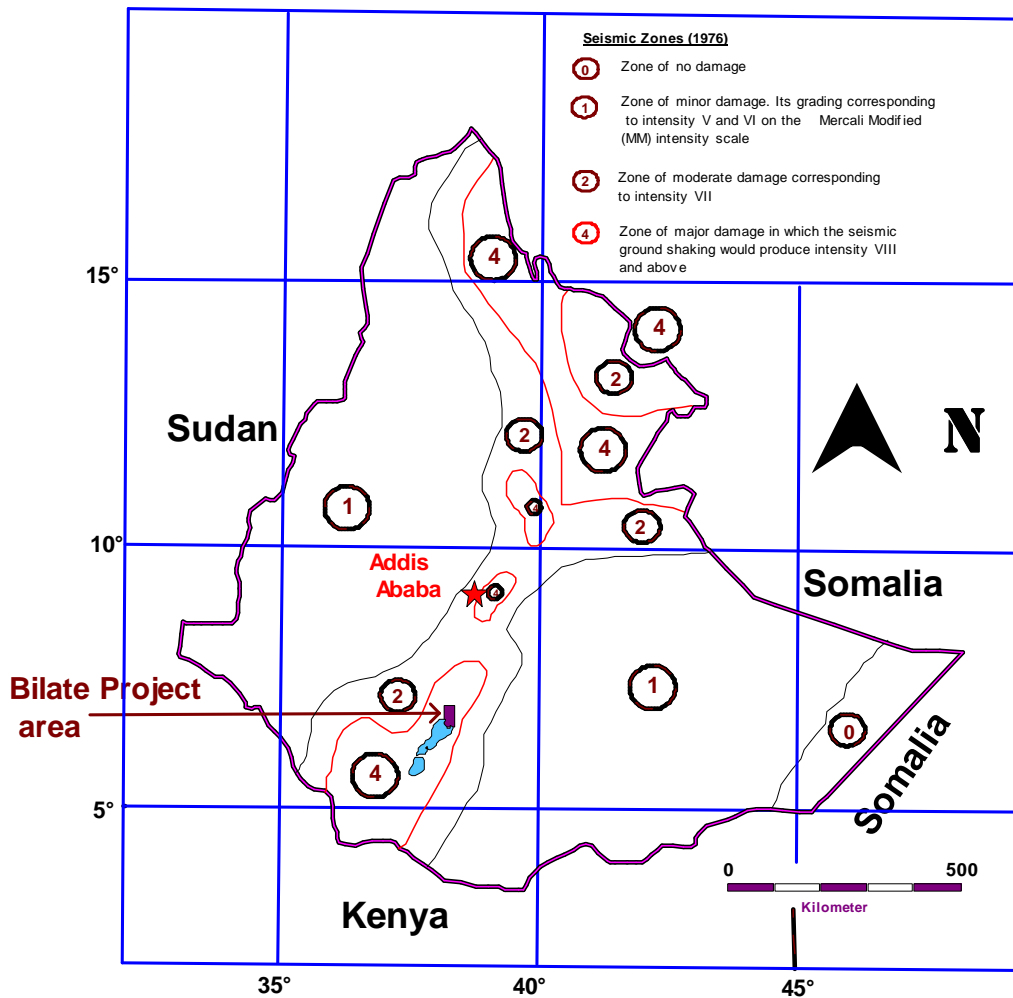 Seismic Zones (1976)
0 Zone of no damage
1 Zone of minor damage. Its grading corresponding
to intensity V and VI on the Mercali Modified
(MM) intensity scale
2 Zone of moderate damage corresponding
to intensity VII
4 Zone of major damage in which the seismic
ground shaking would produce intensity VIII
and above
4
15°
4
2
Sudan
N
2
4
1
4
2
10°
Addis
Ababa
4
Somalia
Bilate Project
area
2
1
0
4
Somalia
5°
0 500
Kilometer
Kenya
35° 40° 45°